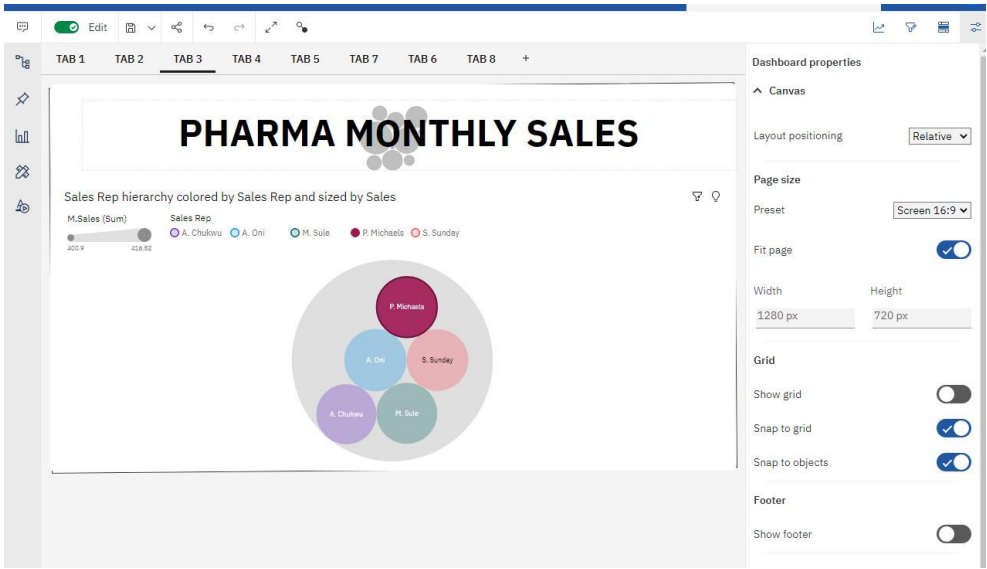 Edit
TAB 1 TAB 2 TAB 3 TAB 4 TAB 5 TAB 7 TAB 6 TAB 8 +
PHARMA MONTHLY SALES
Sales Rep hierarchy colored by Sales Rep and sized by Sales
M.Sales (Sum) Sales Rep
A. Chukwu A. Oni M. Sule P. Michaels S. Sunday
400.9 416.52
P. Michaels
A. Oni S. Sunday
A. Chukwu M. Sule
Dashboard properties
Canvas
Layout positioning Relative
Page size
Preset Screen 16:9
Fit page
Width Height
1280 px 720 px
Grid
Show grid
Snap to grid
Snap to objects
Footer
Show footer